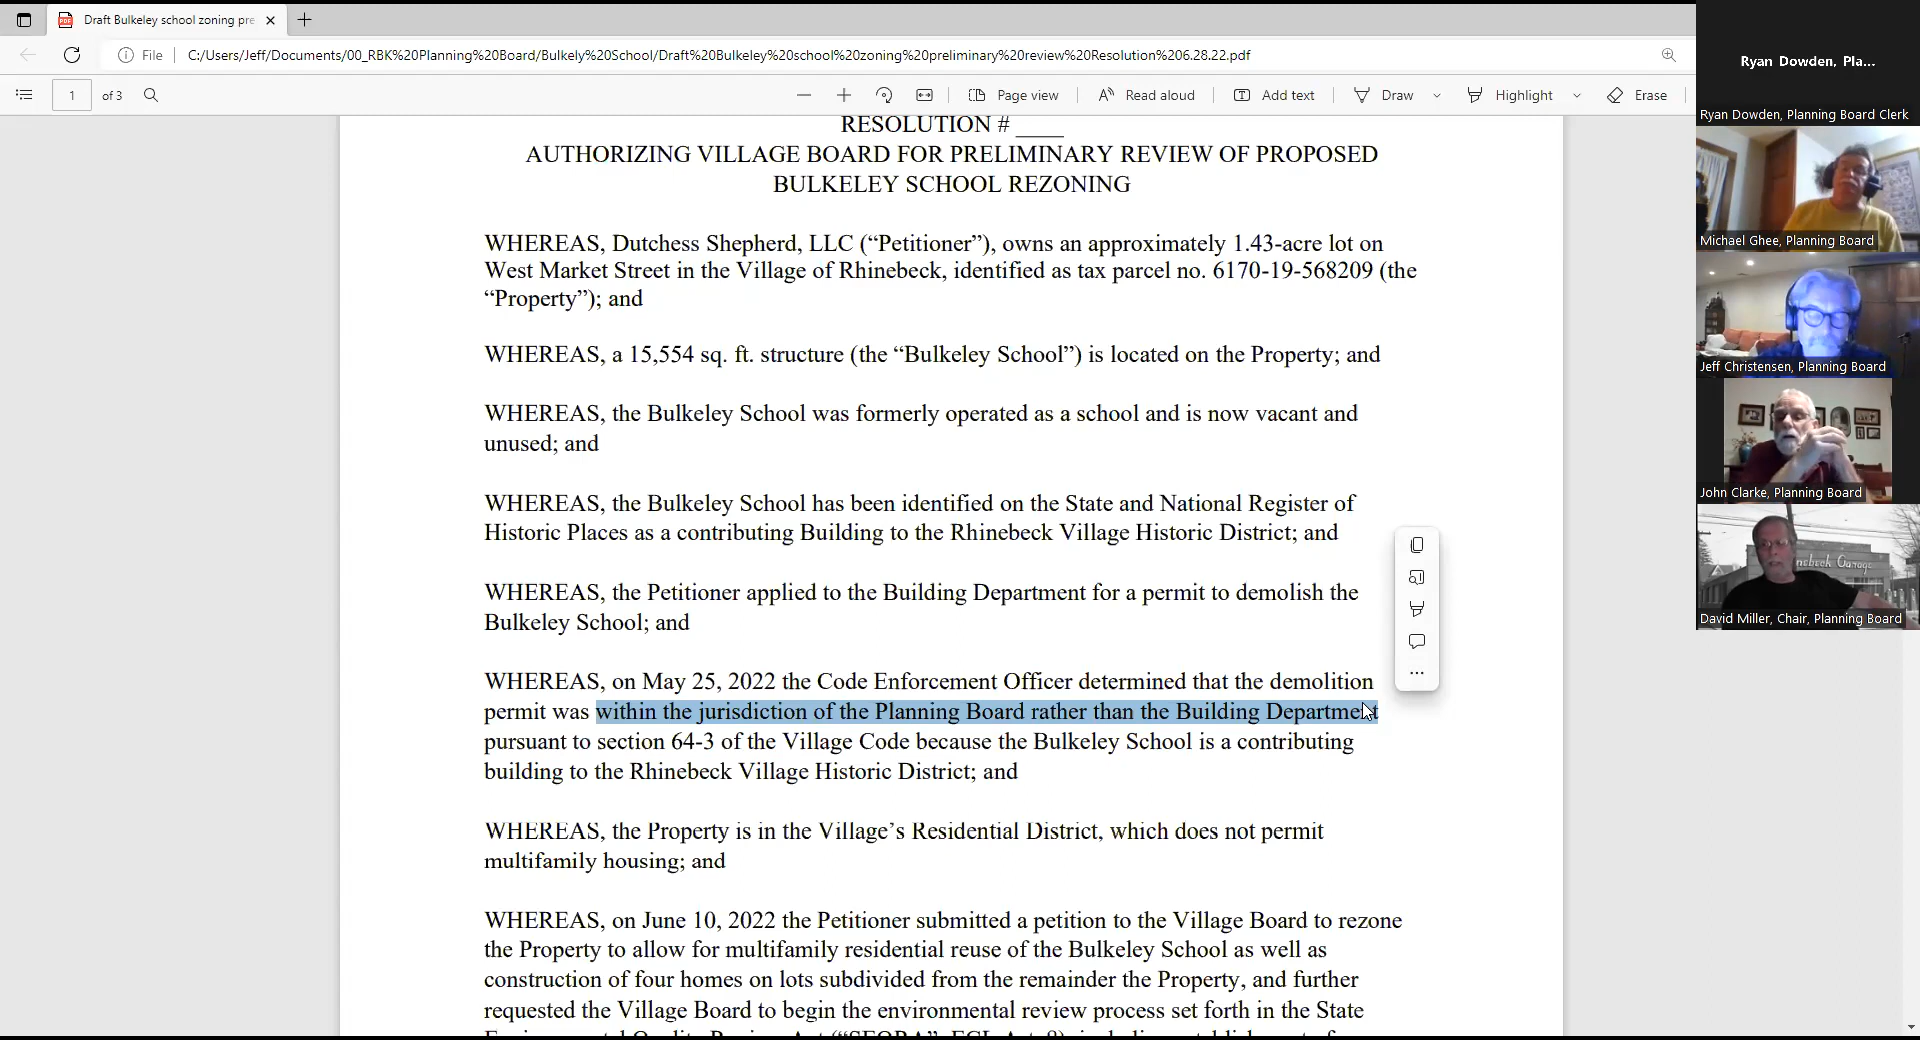 Draft Bulkeley school zoning pre
File
C:/Users/Jeff/Documents/00_RBK%20Planning%20Board/Bulkely%20School/Draft%20Bulkeley%20school%20zoning%20preliminary%20review%20Resolution%206.28.22.pdf
1 of 3
Page view
Read aloud
Add text
Draw
Highlight
Erase
RESOLUTION # ____
AUTHORIZING VILLAGE BOARD FOR PRELIMINARY REVIEW OF PROPOSED
BULKELEY SCHOOL REZONING
WHEREAS, Dutchess Shepherd, LLC (“Petitioner”), owns an approximately 1.43-acre lot on
West Market Street in the Village of Rhinebeck, identified as tax parcel no. 6170-19-568209 (the
“Property”); and
WHEREAS, a 15,554 sq. ft. structure (the “Bulkeley School”) is located on the Property; and
WHEREAS, the Bulkeley School was formerly operated as a school and is now vacant and
unused; and
WHEREAS, the Bulkeley School has been identified on the State and National Register of
Historic Places as a contributing Building to the Rhinebeck Village Historic District; and
WHEREAS, the Petitioner applied to the Building Department for a permit to demolish the
Bulkeley School; and
WHEREAS, on May 25, 2022 the Code Enforcement Officer determined that the demolition
permit was within the jurisdiction of the Planning Board rather than the Building Department
pursuant to section 64-3 of the Village Code because the Bulkeley School is a contributing
building to the Rhinebeck Village Historic District; and
WHEREAS, the Property is in the Village’s Residential District, which does not permit
multifamily housing; and
WHEREAS, on June 10, 2022 the Petitioner submitted a petition to the Village Board to rezone
the Property to allow for multifamily residential reuse of the Bulkeley School as well as
construction of four homes on lots subdivided from the remainder the Property, and further
requested the Village Board to begin the environmental review process set forth in the State
Ryan Dowden, Pla...
Ryan Dowden, Planning Board Clerk
Michael Ghee, Planning Board
Jeff Christensen, Planning Board
John Clarke, Planning Board
nebeck Garage
David Miller, Chair, Planning Board